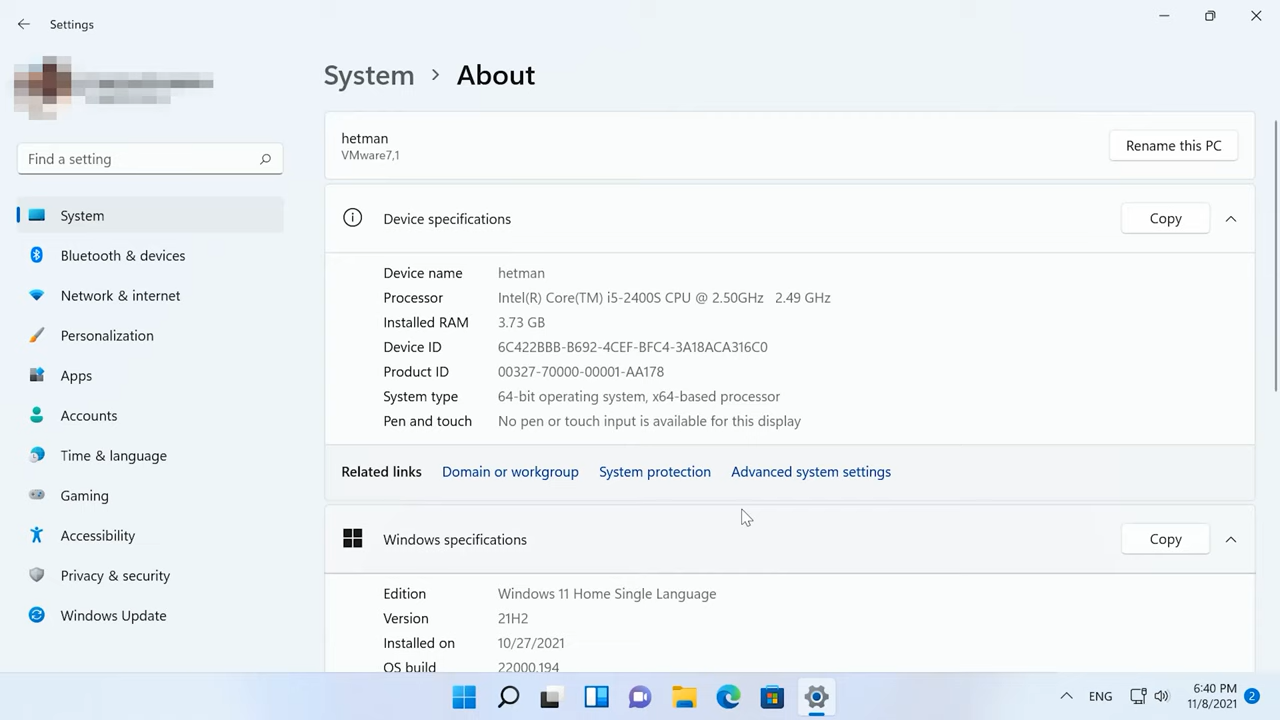 Settings
Find a setting
System
Bluetooth & devices
Network & internet
Personalization
Apps
Accounts
Time & language
Gaming
Accessibility
Privacy & security
Windows Update
System > About
hetman
VMware7,1
Rename this PC
Device specifications
Copy
Device name hetman
Processor Intel(R) Core(TM) i5-2400S CPU @ 2.50GHz 2.49 GHz
Installed RAM 3.73 GB
Device ID 6C422BBB-B692-4CEF-BFC4-3A18ACA316C0
Product ID 00327-70000-00001-AA178
System type 64-bit operating system, x64-based processor
Pen and touch No pen or touch input is available for this display
Related links Domain or workgroup System protection Advanced system settings
Windows specifications
Copy
Edition Windows 11 Home Single Language
Version 21H2
Installed on 10/27/2021
OS build 22000.194
ENG
6:40 PM
11/8/2021
2